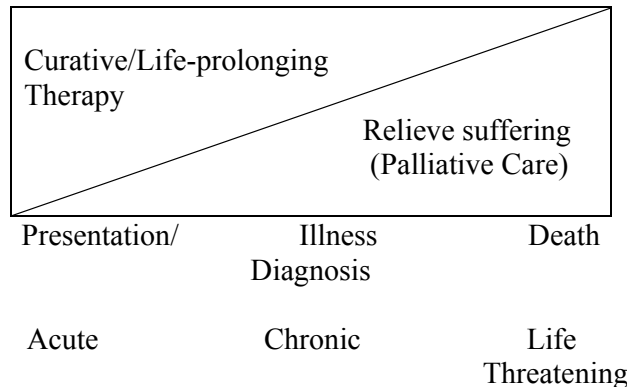 Curative/Life-prolonging
Therapy
Relieve suffering
(Palliative Care)
Presentation/ Illness Death
Diagnosis
Acute Chronic Life
Threatening